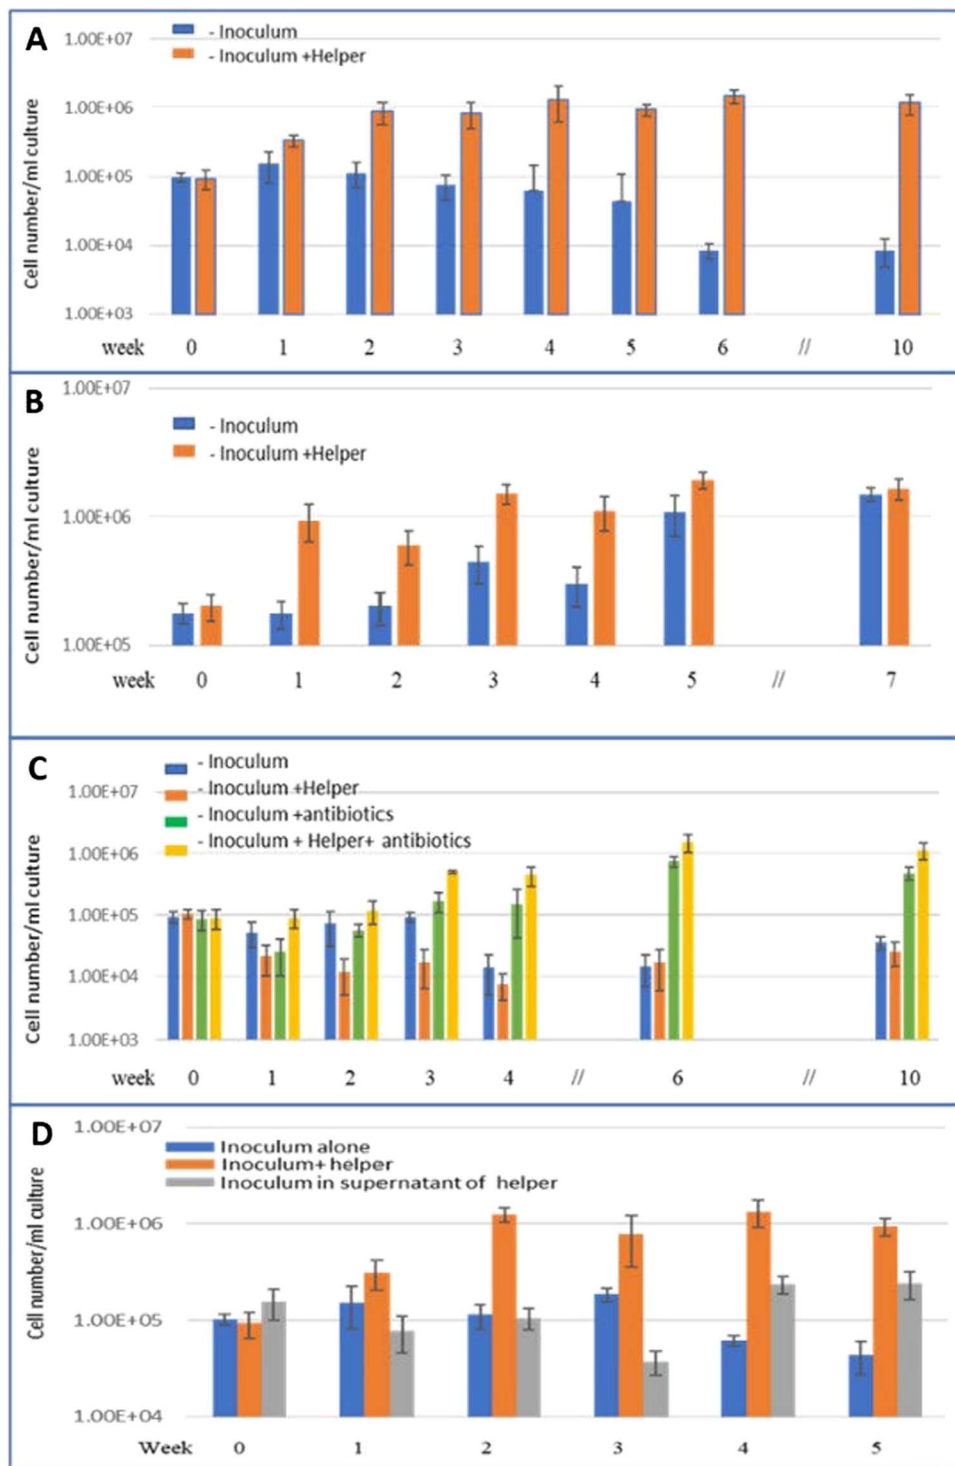 A
1.00E+07
- Inoculum
- Inoculum +Helper
1.00E+06
1.00E+05
1.00E+04
1.00E+03
Cell number/ml culture
week 0 1 2 3 4 5 6 // 10
B
1.00E+07
- Inoculum
- Inoculum +Helper
1.00E+06
1.00E+05
Cell number/ml culture
week 0 1 2 3 4 5 // 7
C
- Inoculum
- Inoculum +Helper
- Inoculum +antibiotics
- Inoculum + Helper+ antibiotics
1.00E+07
1.00E+06
1.00E+05
1.00E+04
1.00E+03
Cell number/ml culture
week 0 1 2 3 4 // 6 // 10
D
1.00E+07
Inoculum alone
Inoculum+ helper
Inoculum in supernatant of helper
1.00E+06
1.00E+05
1.00E+04
Cell number/ml culture
Week 0 1 2 3 4 5